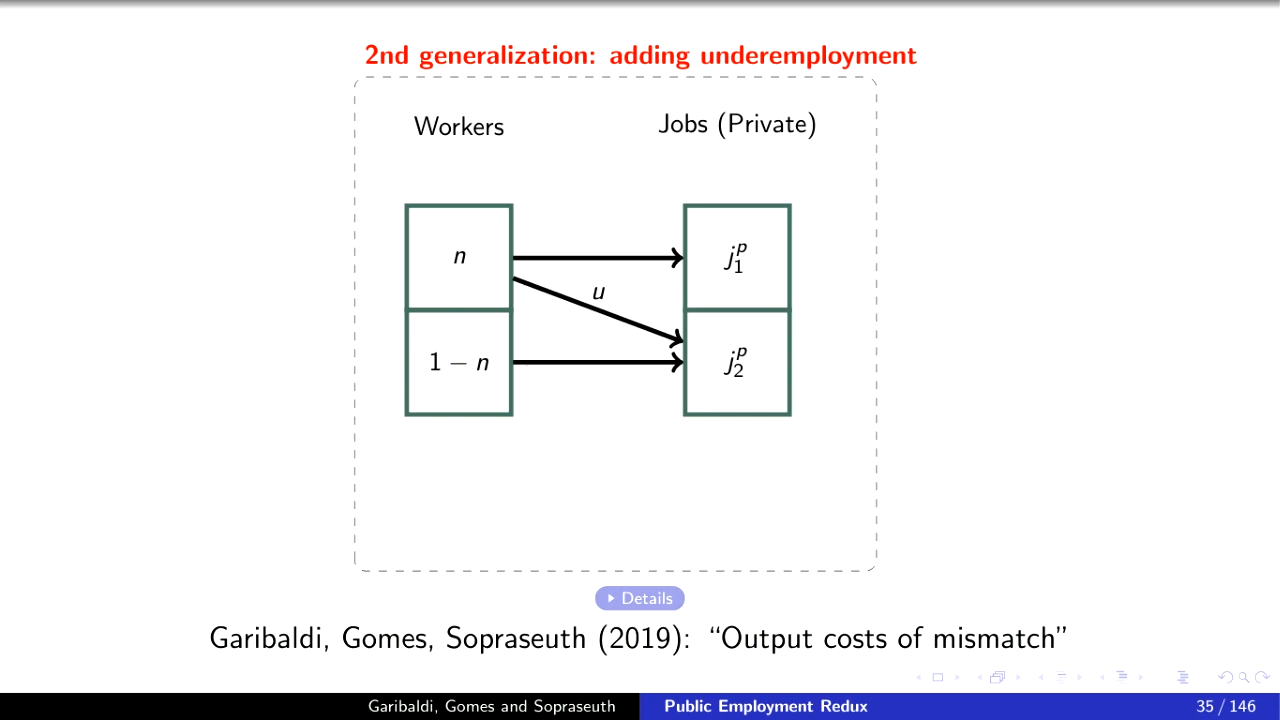 2nd generalization: adding underemployment
Workers
Jobs (Private)
n
j₁ᵖ
u
1 − n
j₂ᵖ
Details
Garibaldi, Gomes, Sopraseuth (2019): “Output costs of mismatch”
Garibaldi, Gomes and Sopraseuth
Public Employment Redux
35 / 146